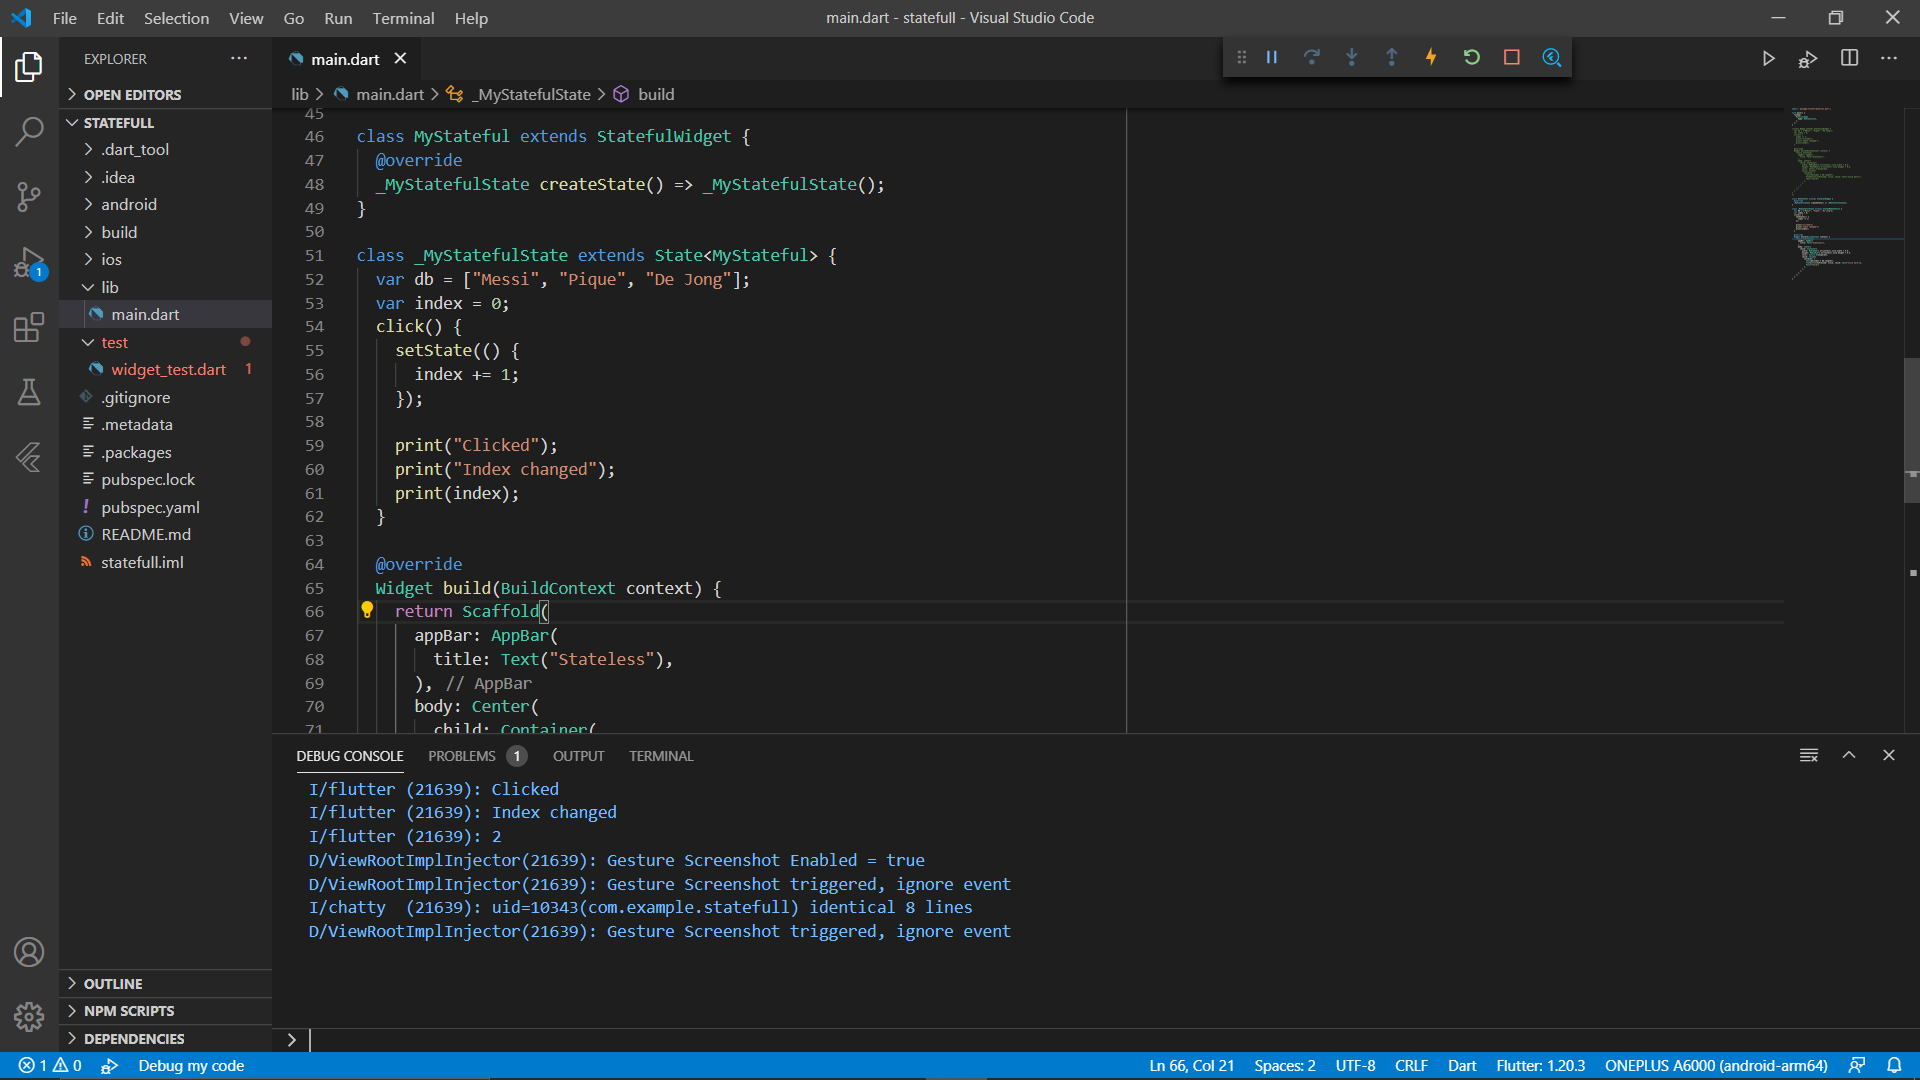 File Edit Selection View Go Run Terminal Help
main.dart - statefull - Visual Studio Code
EXPLORER
OPEN EDITORS
STATEFULL
.dart_tool
.idea
android
build
ios
lib
main.dart
test
widget_test.dart 1
.gitignore
.metadata
.packages
pubspec.lock
pubspec.yaml
README.md
statefull.iml
OUTLINE
NPM SCRIPTS
DEPENDENCIES
1
main.dart
lib > main.dart > _MyStatefulState > build
45
46 class MyStateful extends StatefulWidget {
47 @override
48 _MyStatefulState createState() => _MyStatefulState();
49 }
50
51 class _MyStatefulState extends State<MyStateful> {
52 var db = ["Messi", "Pique", "De Jong"];
53 var index = 0;
54 click() {
55 setState(() {
56 index += 1;
57 });
58
59 print("Clicked");
60 print("Index changed");
61 print(index);
62 }
63
64 @override
65 Widget build(BuildContext context) {
66 return Scaffold(
67 appBar: AppBar(
68 title: Text("Stateless"),
69 ), // AppBar
70 body: Center(
71 child: Container(
DEBUG CONSOLE PROBLEMS 1 OUTPUT TERMINAL
I/flutter (21639): Clicked
I/flutter (21639): Index changed
I/flutter (21639): 2
D/ViewRootImplInjector(21639): Gesture Screenshot Enabled = true
D/ViewRootImplInjector(21639): Gesture Screenshot triggered, ignore event
I/chatty  (21639): uid=10343(com.example.statefull) identical 8 lines
D/ViewRootImplInjector(21639): Gesture Screenshot triggered, ignore event
1 0 Debug my code
Ln 66, Col 21 Spaces: 2 UTF-8 CRLF Dart Flutter: 1.20.3 ONEPLUS A6000 (android-arm64)